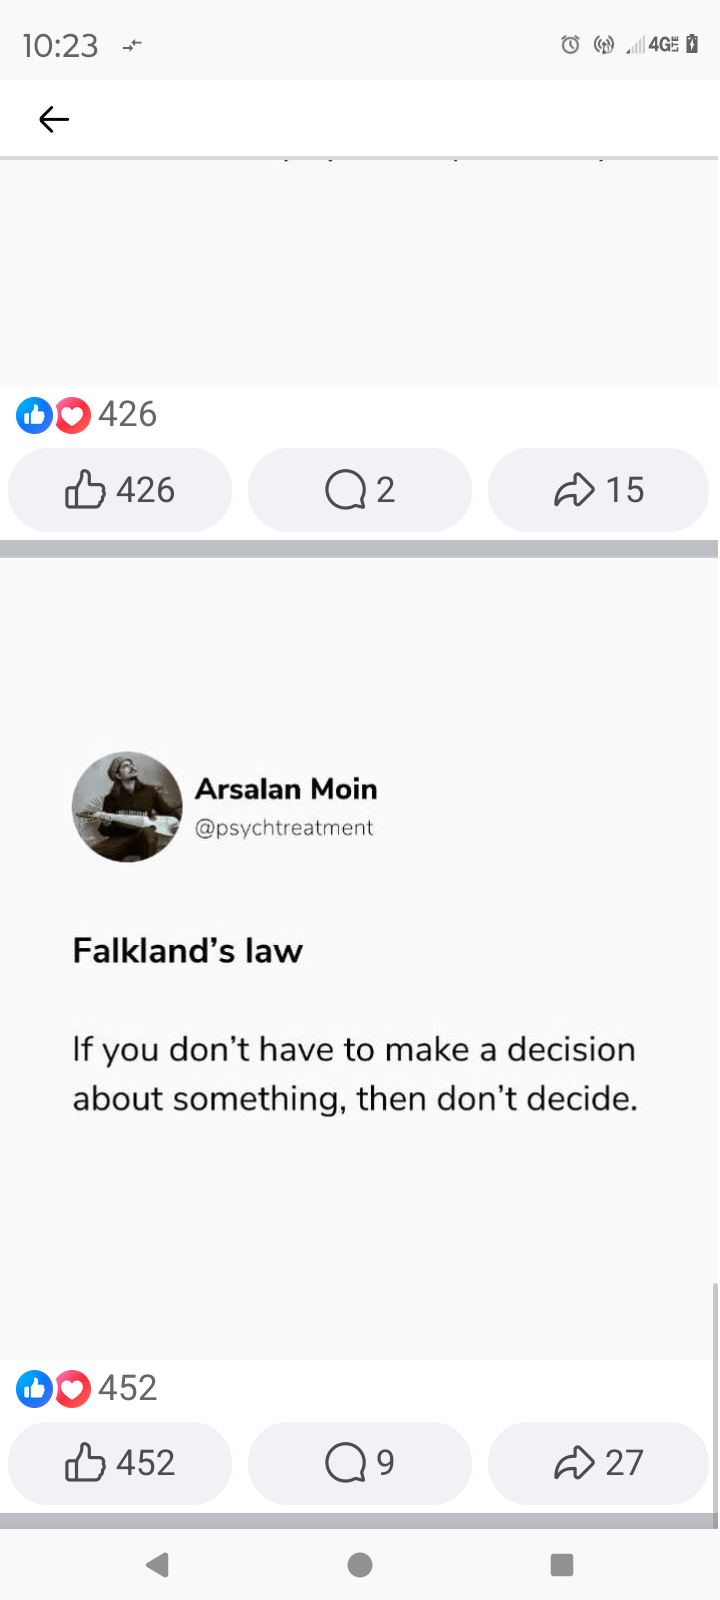 10:23
4G LTE
426
426
2
15
Arsalan Moin
@psychtreatment
Falkland’s law
If you don’t have to make a decision
about something, then don’t decide.
452
452
9
27